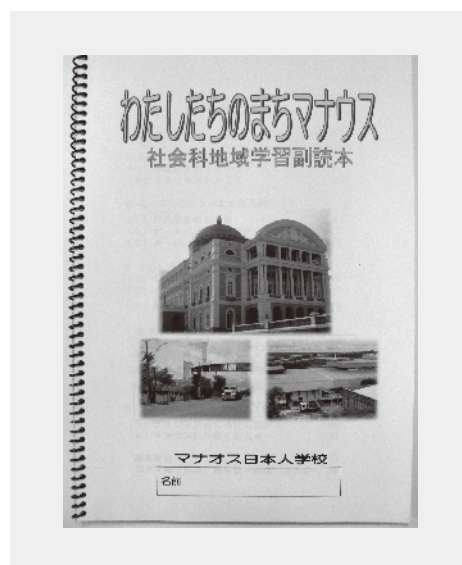 わたしたちのまちマナウス
社会科地域学習副読本
マナオス日本人学校
名前